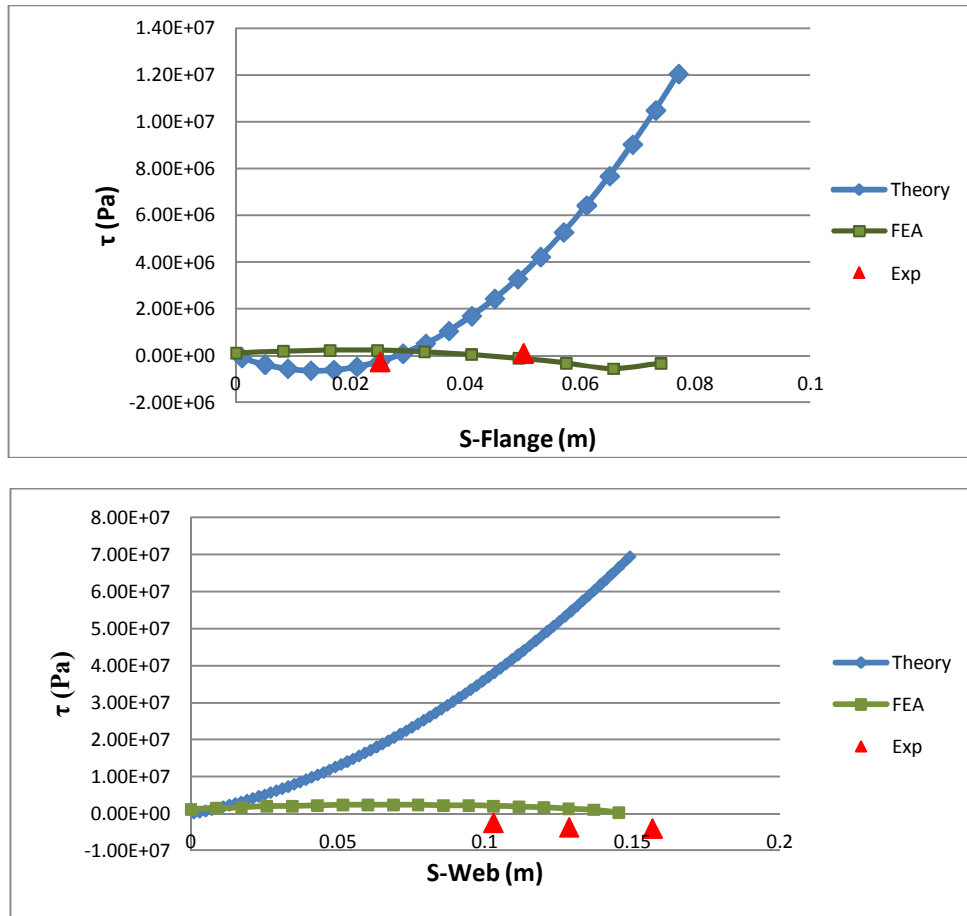 1.40E+07
1.20E+07
1.00E+07
8.00E+06
6.00E+06
4.00E+06
2.00E+06
0.00E+00
-2.00E+06
τ (Pa)
0 0.02 0.04 0.06 0.08 0.1
S-Flange (m)
Theory
FEA
Exp
8.00E+07
7.00E+07
6.00E+07
5.00E+07
4.00E+07
3.00E+07
2.00E+07
1.00E+07
0.00E+00
-1.00E+07
τ (Pa)
0 0.05 0.1 0.15 0.2
S-Web (m)
Theory
FEA
Exp